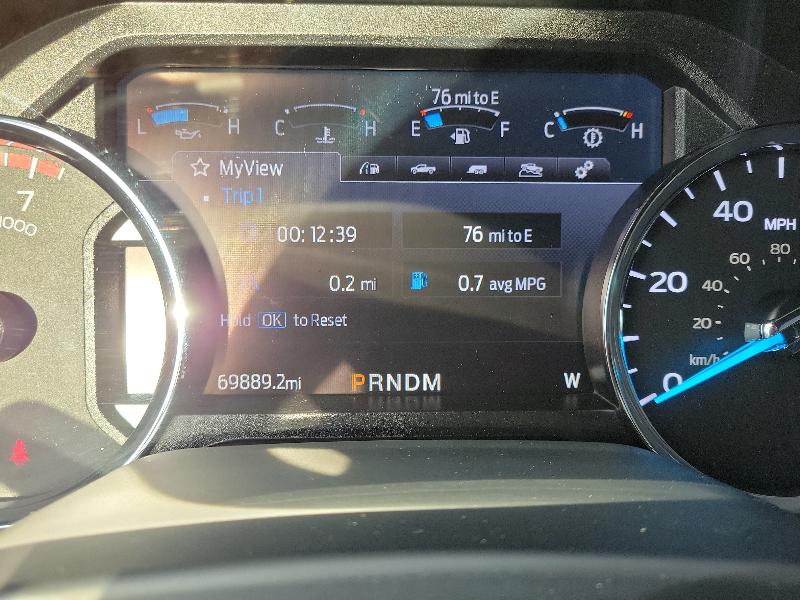 76 mi to E
L H C H E F C H
MyView
Trip 1
00:12:39
76 mi to E
0.2 mi
0.7 avg MPG
Hold OK to Reset
69889.2mi PRNDM W
7
1000
40 MPH
60 80
20 40
20
km/h
0